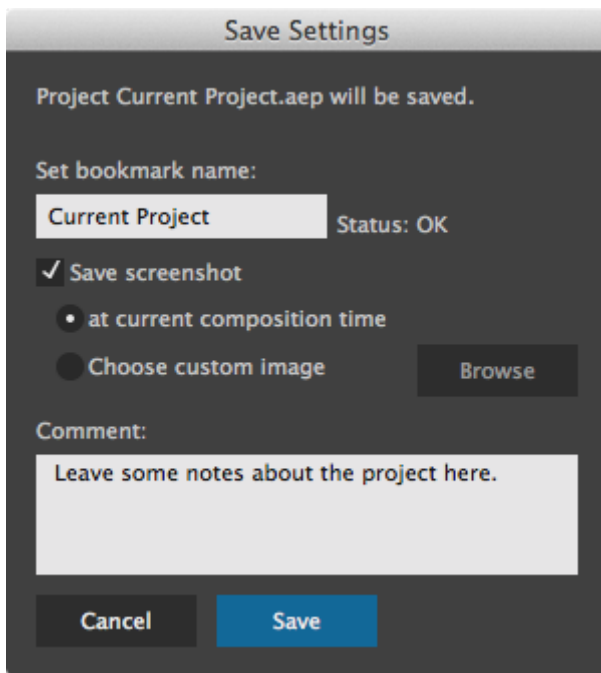 Save Settings
Project Current Project.aep will be saved.
Set bookmark name:
Current Project
Status: OK
Save screenshot
at current composition time
Choose custom image
Browse
Comment:
Leave some notes about the project here.
Cancel
Save